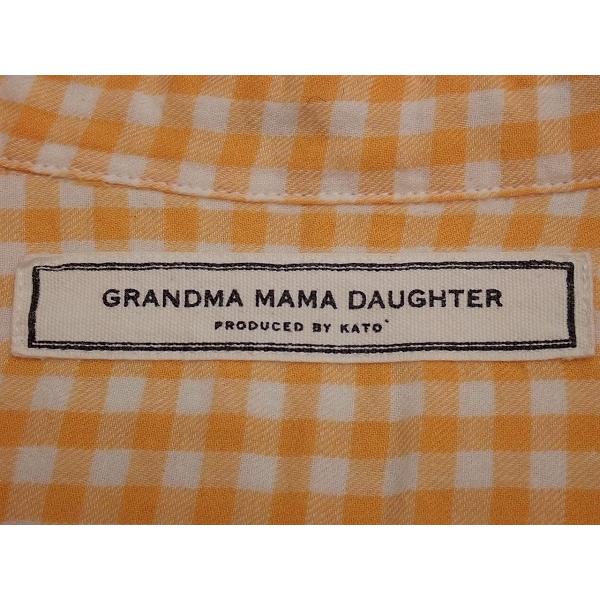 GRANDMA MAMA DAUGHTER
PRODUCED BY KATO`